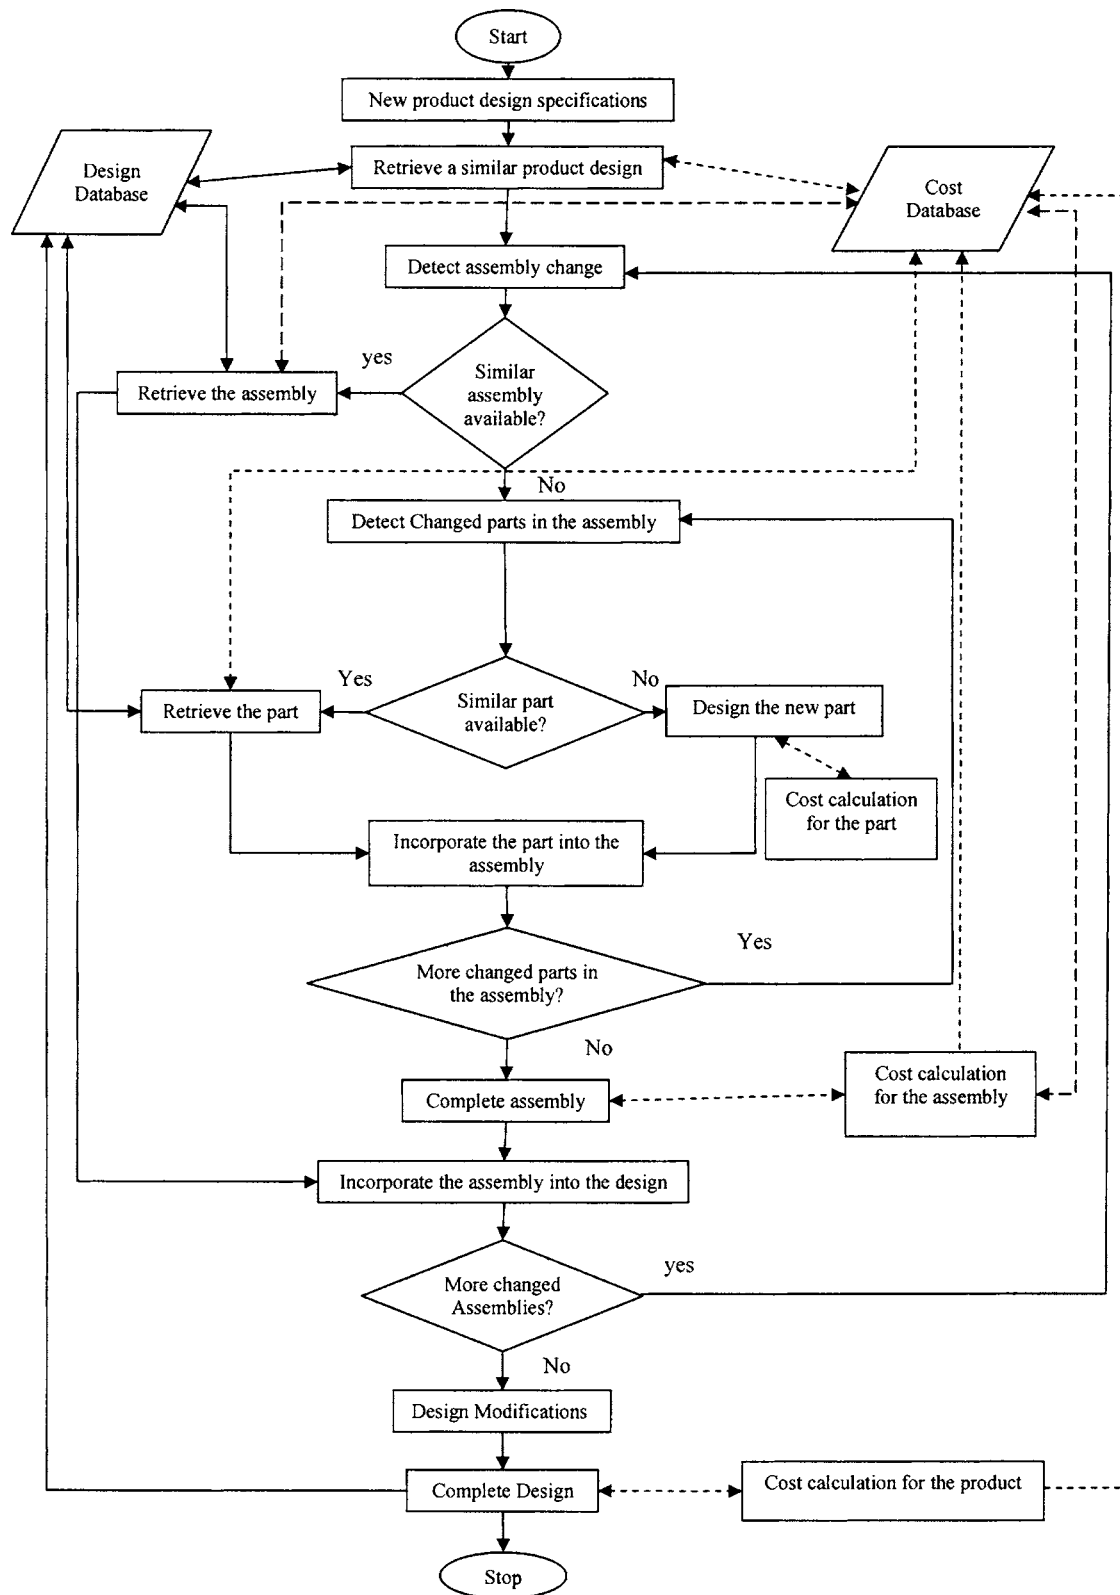 Start
New product design specifications
Design
Database
Retrieve a similar product design
Cost
Database
Detect assembly change
yes
Similar
assembly
available?
Retrieve the assembly
No
Detect Changed parts in the assembly
Yes
No
Retrieve the part
Similar part
available?
Design the new part
Cost calculation
for the part
Incorporate the part into the
assembly
Yes
More changed parts in
the assembly?
No
Complete assembly
Cost calculation
for the assembly
Incorporate the assembly into the design
yes
More changed
Assemblies?
No
Design Modifications
Complete Design
Cost calculation for the product
Stop